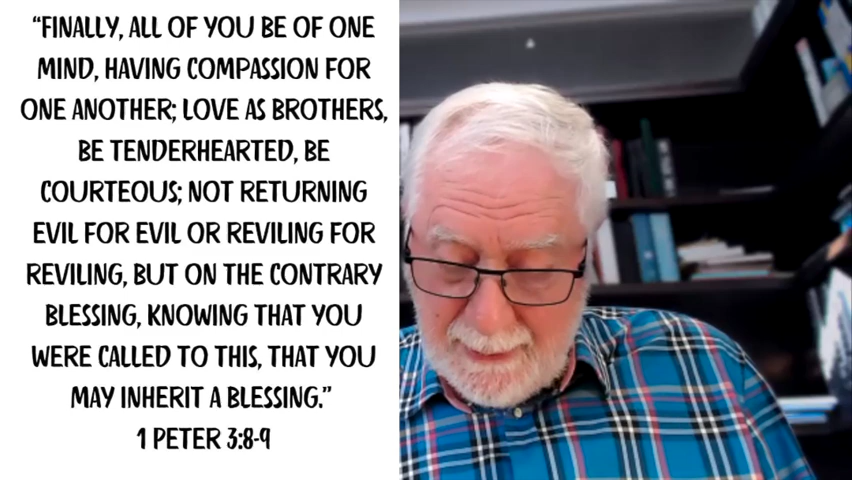 “FINALLY, ALL OF YOU BE OF ONE
MIND, HAVING COMPASSION FOR
ONE ANOTHER; LOVE AS BROTHERS,
BE TENDERHEARTED, BE
COURTEOUS; NOT RETURNING
EVIL FOR EVIL OR REVILING FOR
REVILING, BUT ON THE CONTRARY
BLESSING, KNOWING THAT YOU
WERE CALLED TO THIS, THAT YOU
MAY INHERIT A BLESSING.”
1 PETER 3:8-9